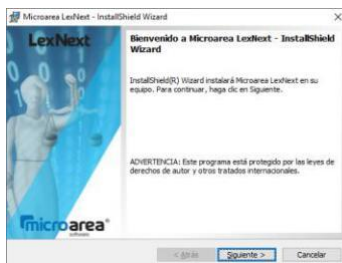 Microarea LexNext - InstallShield Wizard
LexNext
Bienvenido a Microarea LexNext - InstallShield
Wizard
InstallShield(R) Wizard instalará Microarea LexNext en su
equipo. Para continuar, haga clic en Siguiente.
ADVERTENCIA: Este programa está protegido por las leyes de
derechos de autor y otros tratados internacionales.
microarea
software
< Atrás
Siguiente >
Cancelar